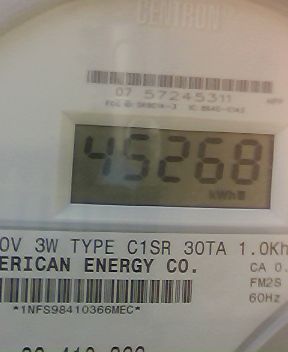 CENTRON
07 57245311
45268
kWh
0V 3W TYPE C1SR 30TA 1.0Kh
ERICAN ENERGY CO.
CA 0.
FM2S
60Hz
*1NFS98410366MEC*